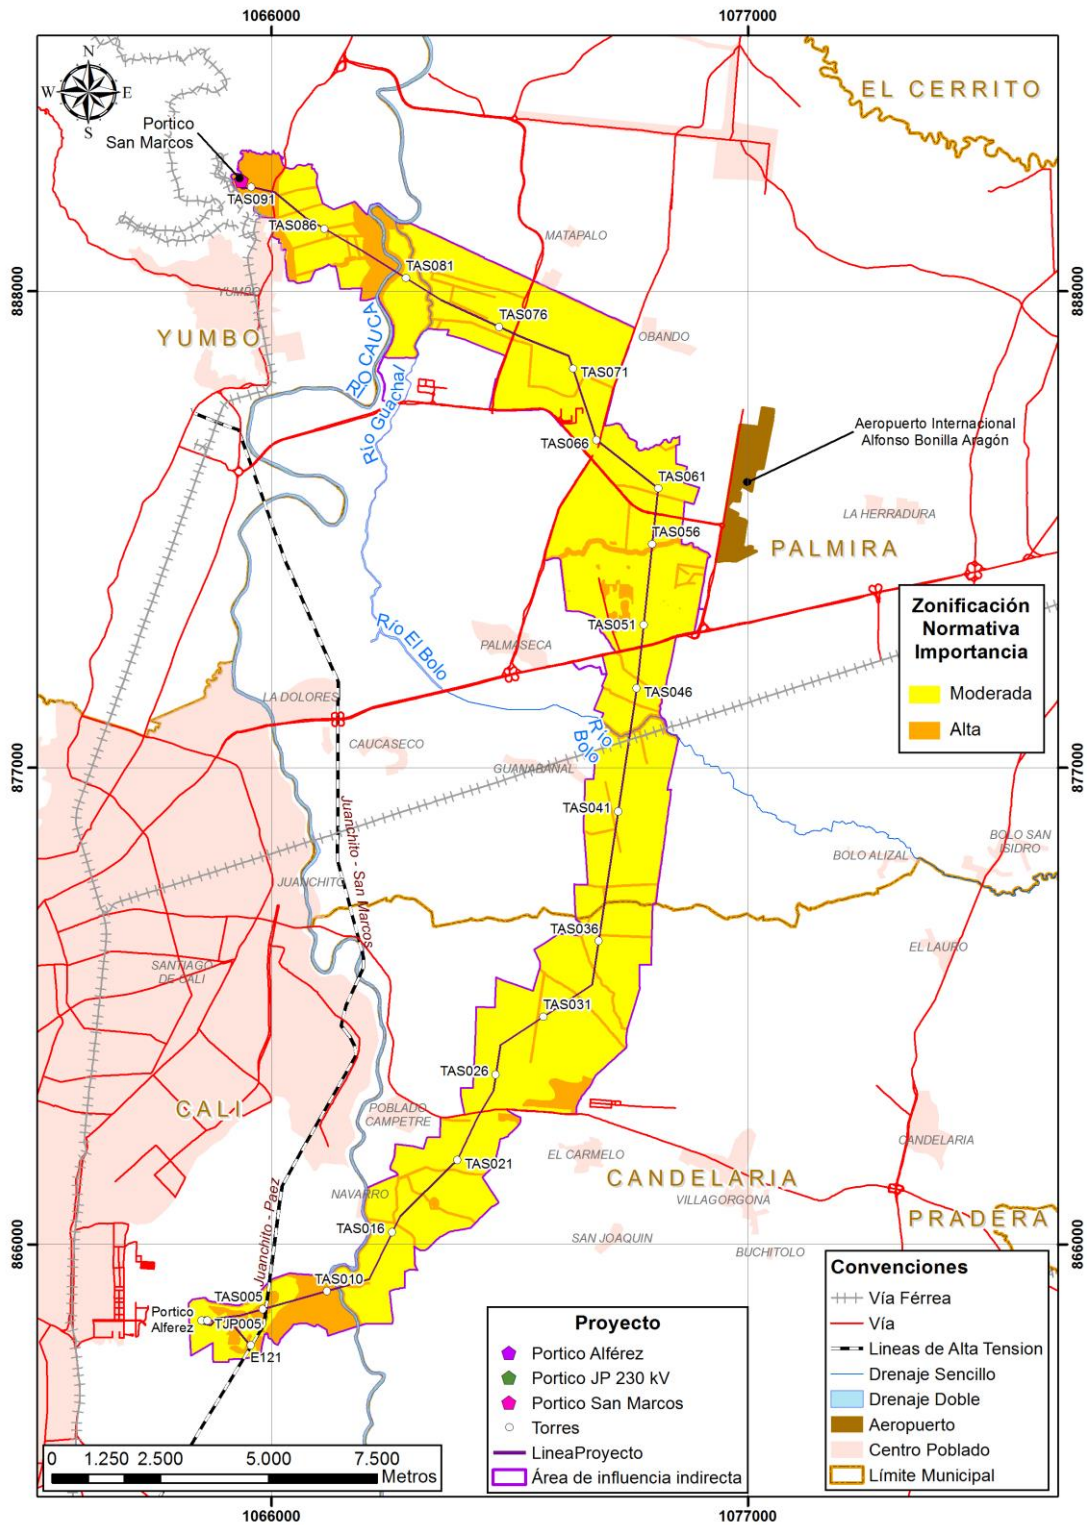 1066000
1077000
N
W
E
S
EL CERRITO
Portico
San Marcos
TAS091
TAS086
MATAPALO
TAS081
888000
888000
YUMBO
TAS076
YUMBO
RIO CAUCA
OBANDO
TAS071
Río Guachal
Aeropuerto Internacional
Alfonso Bonilla Aragón
TAS066
TAS061
LA HERRADURA
TAS056
PALMIRA
Zonificación
Normativa
Importancia
Moderada
Alta
TAS051
Río El Bolo
PALMASECA
TAS046
LA DOLORES
Río
Bolo
CAUCASECO
GUANABANAL
877000
877000
Juanchito - San Marcos
TAS041
BOLO SAN
ISIDRO
BOLO ALIZAL
JUANCHITO
TAS036
EL LAURO
SANTIAGO
DE CALI
TAS031
TAS026
CALI
POBLADO
CAMPETRE
CANDELARIA
EL CARMELO
TAS021
CANDELARIA
VILLAGORGONA
NAVARRO
Juanchito - Paez
PRADERA
TAS016
SAN JOAQUIN
BUCHITOLO
866000
866000
TAS010
TAS005
Portico
Alferez
TJP005
E121
Proyecto
Portico Alférez
Portico JP 230 kV
Portico San Marcos
Torres
LineaProyecto
Área de influencia indirecta
Convenciones
Vía Férrea
Vía
Lineas de Alta Tension
Drenaje Sencillo
Drenaje Doble
Aeropuerto
Centro Poblado
Límite Municipal
0 1.250 2.500 5.000 7.500
Metros
1066000
1077000